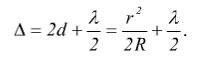 Δ = 2d + λ/2 = r²/2R + λ/2.